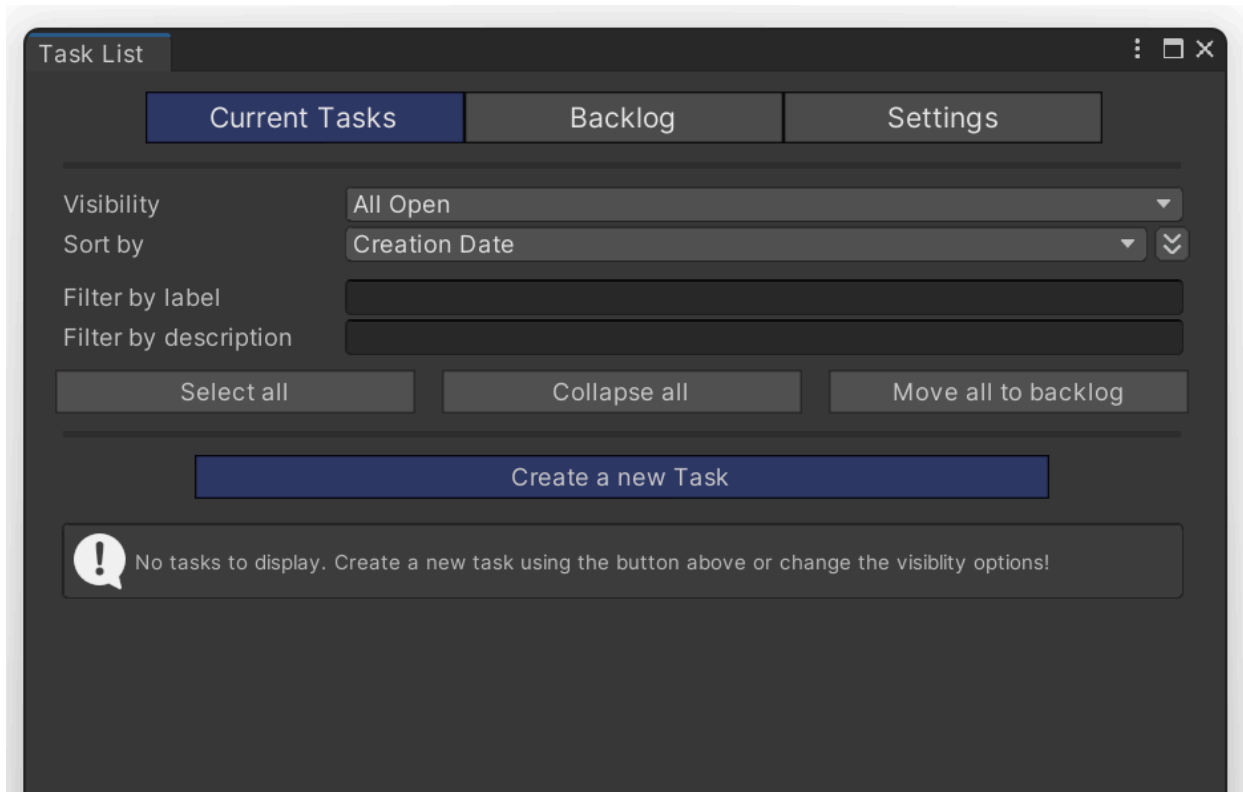 Task List
Current Tasks Backlog Settings
Visibility All Open
Sort by Creation Date
Filter by label
Filter by description
Select all Collapse all Move all to backlog
Create a new Task
No tasks to display. Create a new task using the button above or change the visiblity options!